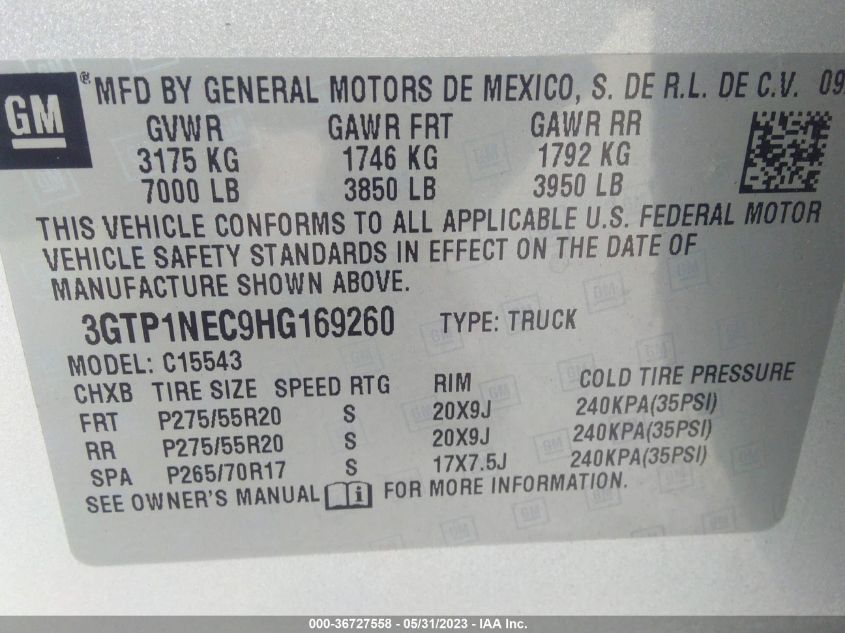 GM ® MFD BY GENERAL MOTORS DE MEXICO, S. DE R.L. DE C.V. 09
GVWR GAWR FRT GAWR RR
3175 KG 1746 KG 1792 KG
7000 LB 3850 LB 3950 LB
THIS VEHICLE CONFORMS TO ALL APPLICABLE U.S. FEDERAL MOTOR
VEHICLE SAFETY STANDARDS IN EFFECT ON THE DATE OF
MANUFACTURE SHOWN ABOVE.
3GTP1NEC9HG169260 TYPE: TRUCK
MODEL: C15543
CHXB TIRE SIZE SPEED RTG RIM COLD TIRE PRESSURE
FRT P275/55R20 S 20X9J 240KPA(35PSI)
RR P275/55R20 S 20X9J 240KPA(35PSI)
SPA P265/70R17 S 17X7.5J 240KPA(35PSI)
SEE OWNER'S MANUAL FOR MORE INFORMATION.
000-36727558 - 05/31/2023 - IAA Inc.